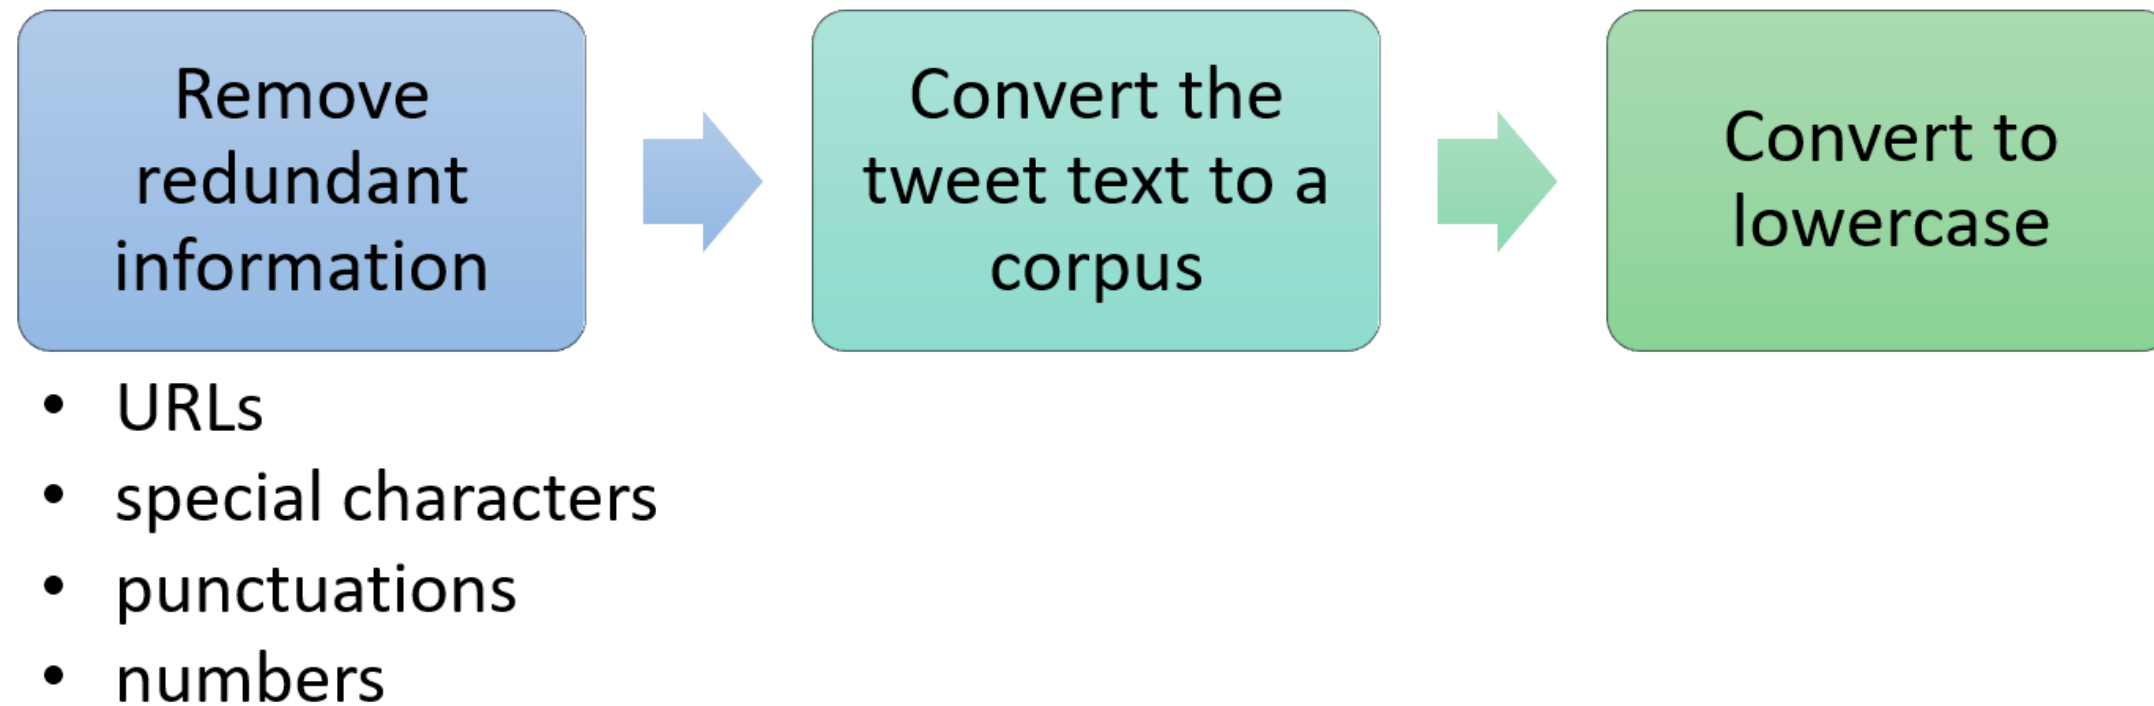 Remove
redundant
information
Convert the
tweet text to a
corpus
Convert to
lowercase
• URLs
• special characters
• punctuations
• numbers